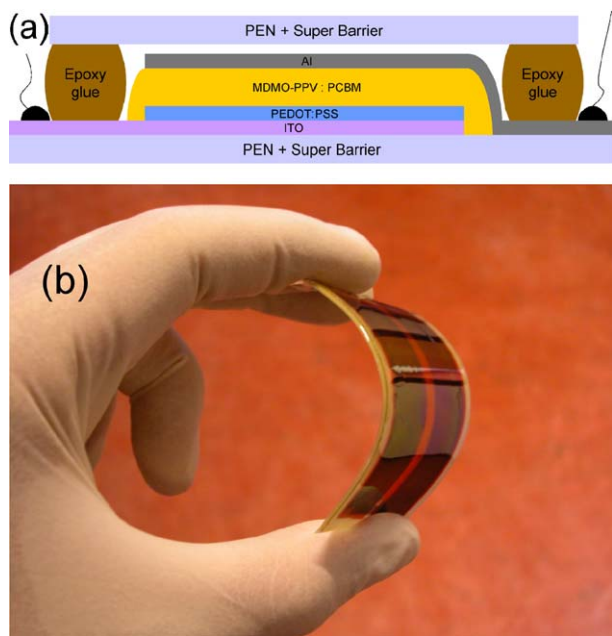 (a)
PEN + Super Barrier
Al
Epoxy
glue
MDMO-PPV : PCBM
Epoxy
glue
PEDOT:PSS
ITO
PEN + Super Barrier
(b)